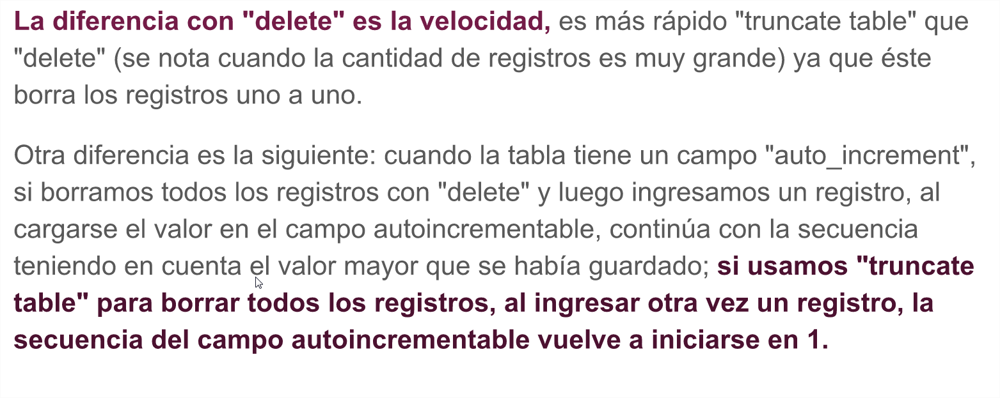 La diferencia con "delete" es la velocidad, es más rápido "truncate table" que
"delete" (se nota cuando la cantidad de registros es muy grande) ya que éste
borra los registros uno a uno.
Otra diferencia es la siguiente: cuando la tabla tiene un campo "auto_increment",
si borramos todos los registros con "delete" y luego ingresamos un registro, al
cargarse el valor en el campo autoincrementable, continúa con la secuencia
teniendo en cuenta el valor mayor que se había guardado; si usamos "truncate
table" para borrar todos los registros, al ingresar otra vez un registro, la
secuencia del campo autoincrementable vuelve a iniciarse en 1.